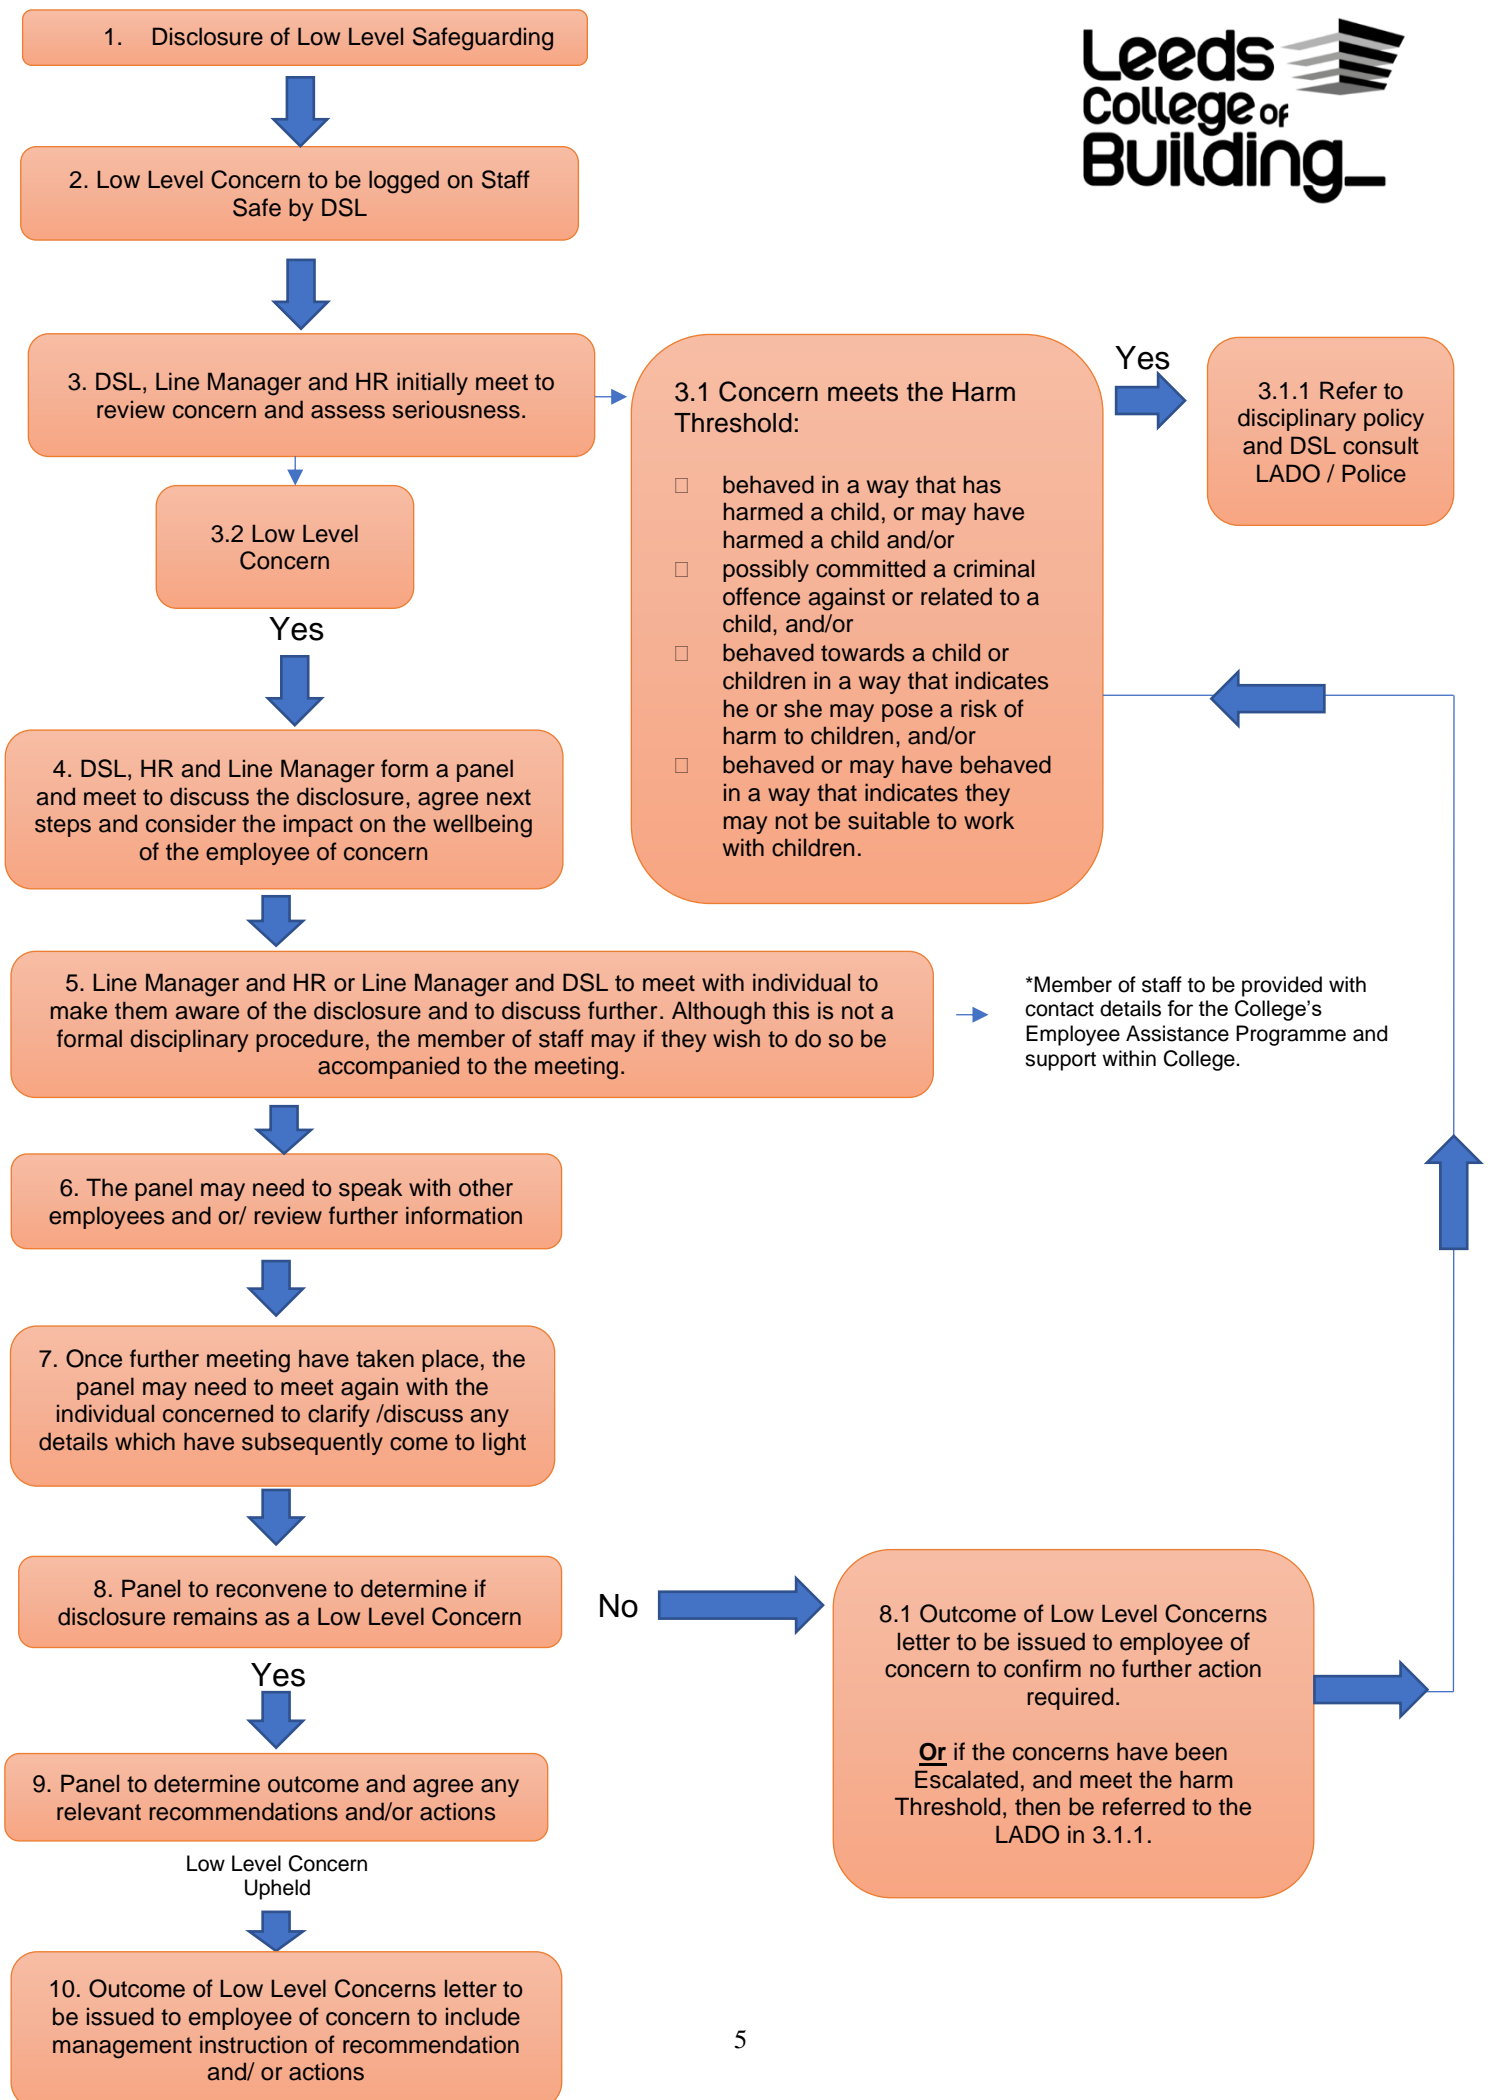 1. Disclosure of Low Level Safeguarding
Leeds
College of
Building_
2. Low Level Concern to be logged on Staff
Safe by DSL
3. DSL, Line Manager and HR initially meet to
review concern and assess seriousness.
3.1 Concern meets the Harm
Threshold:
behaved in a way that has
harmed a child, or may have
harmed a child and/or
possibly committed a criminal
offence against or related to a
child, and/or
behaved towards a child or
children in a way that indicates
he or she may pose a risk of
harm to children, and/or
behaved or may have behaved
in a way that indicates they
may not be suitable to work
with children.
Yes
3.1.1 Refer to
disciplinary policy
and DSL consult
LADO / Police
3.2 Low Level
Concern
Yes
4. DSL, HR and Line Manager form a panel
and meet to discuss the disclosure, agree next
steps and consider the impact on the wellbeing
of the employee of concern
5. Line Manager and HR or Line Manager and DSL to meet with individual to
make them aware of the disclosure and to discuss further. Although this is not a
formal disciplinary procedure, the member of staff may if they wish to do so be
accompanied to the meeting.
*Member of staff to be provided with
contact details for the College’s
Employee Assistance Programme and
support within College.
6. The panel may need to speak with other
employees and or/ review further information
7. Once further meeting have taken place, the
panel may need to meet again with the
individual concerned to clarify /discuss any
details which have subsequently come to light
8. Panel to reconvene to determine if
disclosure remains as a Low Level Concern
No
8.1 Outcome of Low Level Concerns
letter to be issued to employee of
concern to confirm no further action
required.
Or if the concerns have been
Escalated, and meet the harm
Threshold, then be referred to the
LADO in 3.1.1.
Yes
9. Panel to determine outcome and agree any
relevant recommendations and/or actions
Low Level Concern
Upheld
10. Outcome of Low Level Concerns letter to
be issued to employee of concern to include
management instruction of recommendation
and/ or actions
5